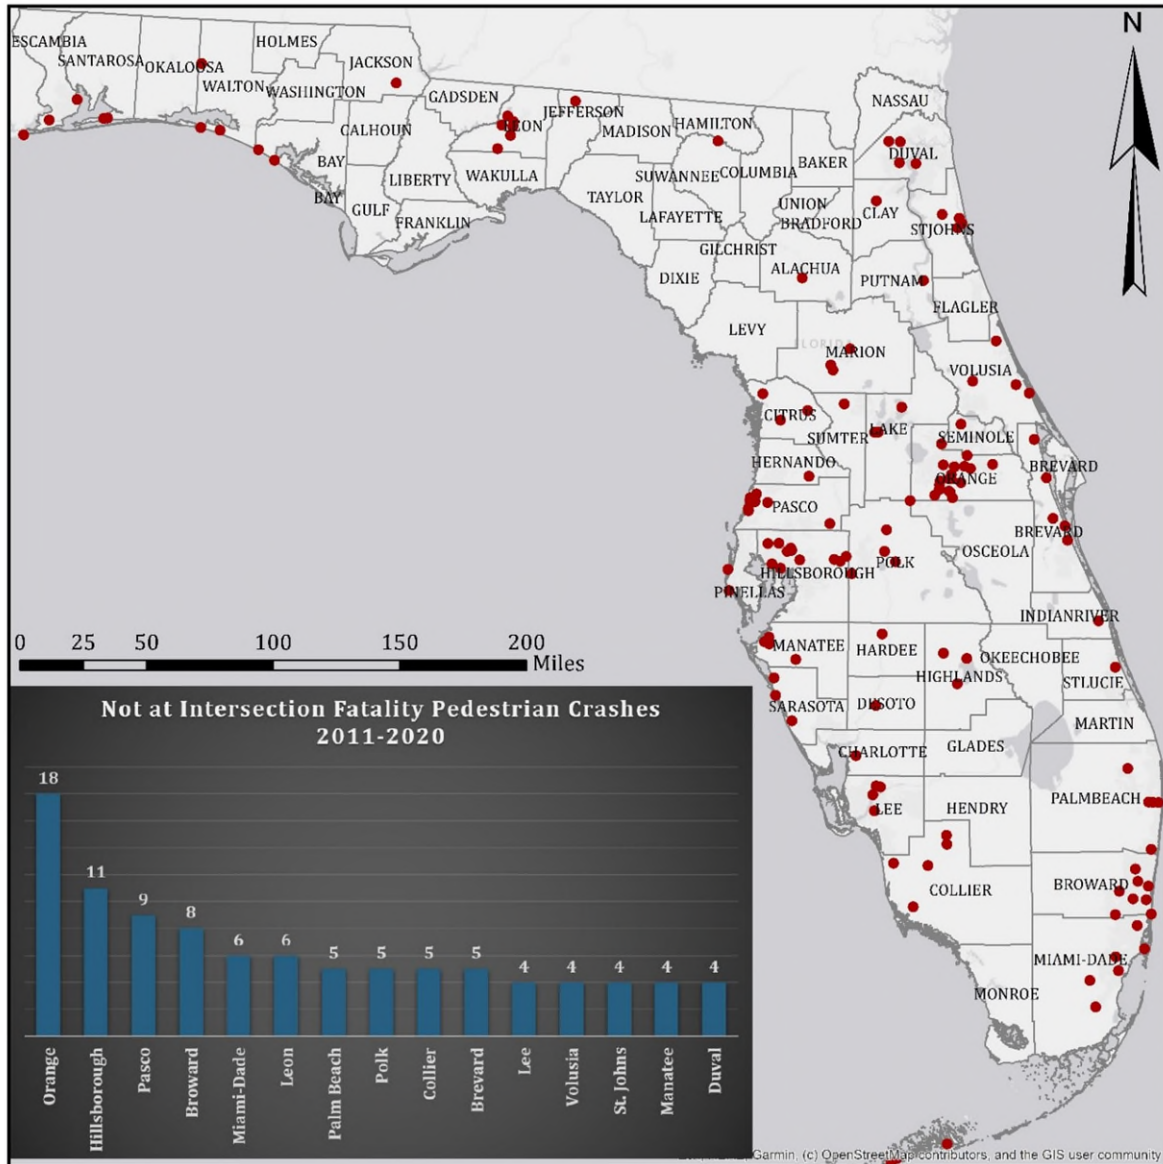 N
ESCAMBIA
SANTAROSA
OKALOOSA
HOLMES
WALTON
WASHINGTON
JACKSON
CALHOUN
BAY
BAY
GULF
GADSDEN
LIBERTY
FRANKLIN
LEON
WAKULLA
JEFFERSON
MADISON
TAYLOR
HAMILTON
SUWANNEE
LAFAYETTE
DIXIE
COLUMBIA
GILCHRIST
BAKER
UNION
BRADFORD
NASSAU
DUVAL
CLAY
STJOHNS
ALACHUA
PUTNAM
FLAGLER
LEVY
FLORIDA
MARION
VOLUSIA
CITRUS
SUMTER
LAKE
SEMINOLE
HERNANDO
ORANGE
BREVARD
PASCO
BREVARD
OSCEOLA
HILLSBOROUGH
POLK
PINELLAS
INDIANRIVER
MANATEE
HARDEE
OKEECHOBEE
HIGHLANDS
STLUCIE
SARASOTA
DESOTO
MARTIN
CHARLOTTE
GLADES
LEE
HENDRY
PALMBEACH
COLLIER
BROWARD
MIAMI-DADE
MONROE
0 25 50 100 150 200
Miles
Not at Intersection Fatality Pedestrian Crashes
2011-2020
18
11
9
8
6
6
5
5
5
5
4
4
4
4
4
Orange
Hillsborough
Pasco
Broward
Miami-Dade
Leon
Palm Beach
Polk
Collier
Brevard
Lee
Volusia
St. Johns
Manatee
Duval
Garmin, (c) OpenStreetMap contributors, and the GIS user community